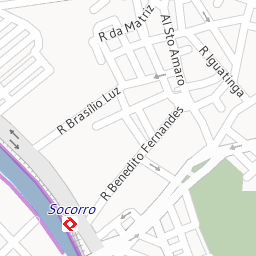 R da Matriz
Al Sto Amaro
R Iguatinga
R Brasílio Luz
R Benedito Fernandes
Socorro